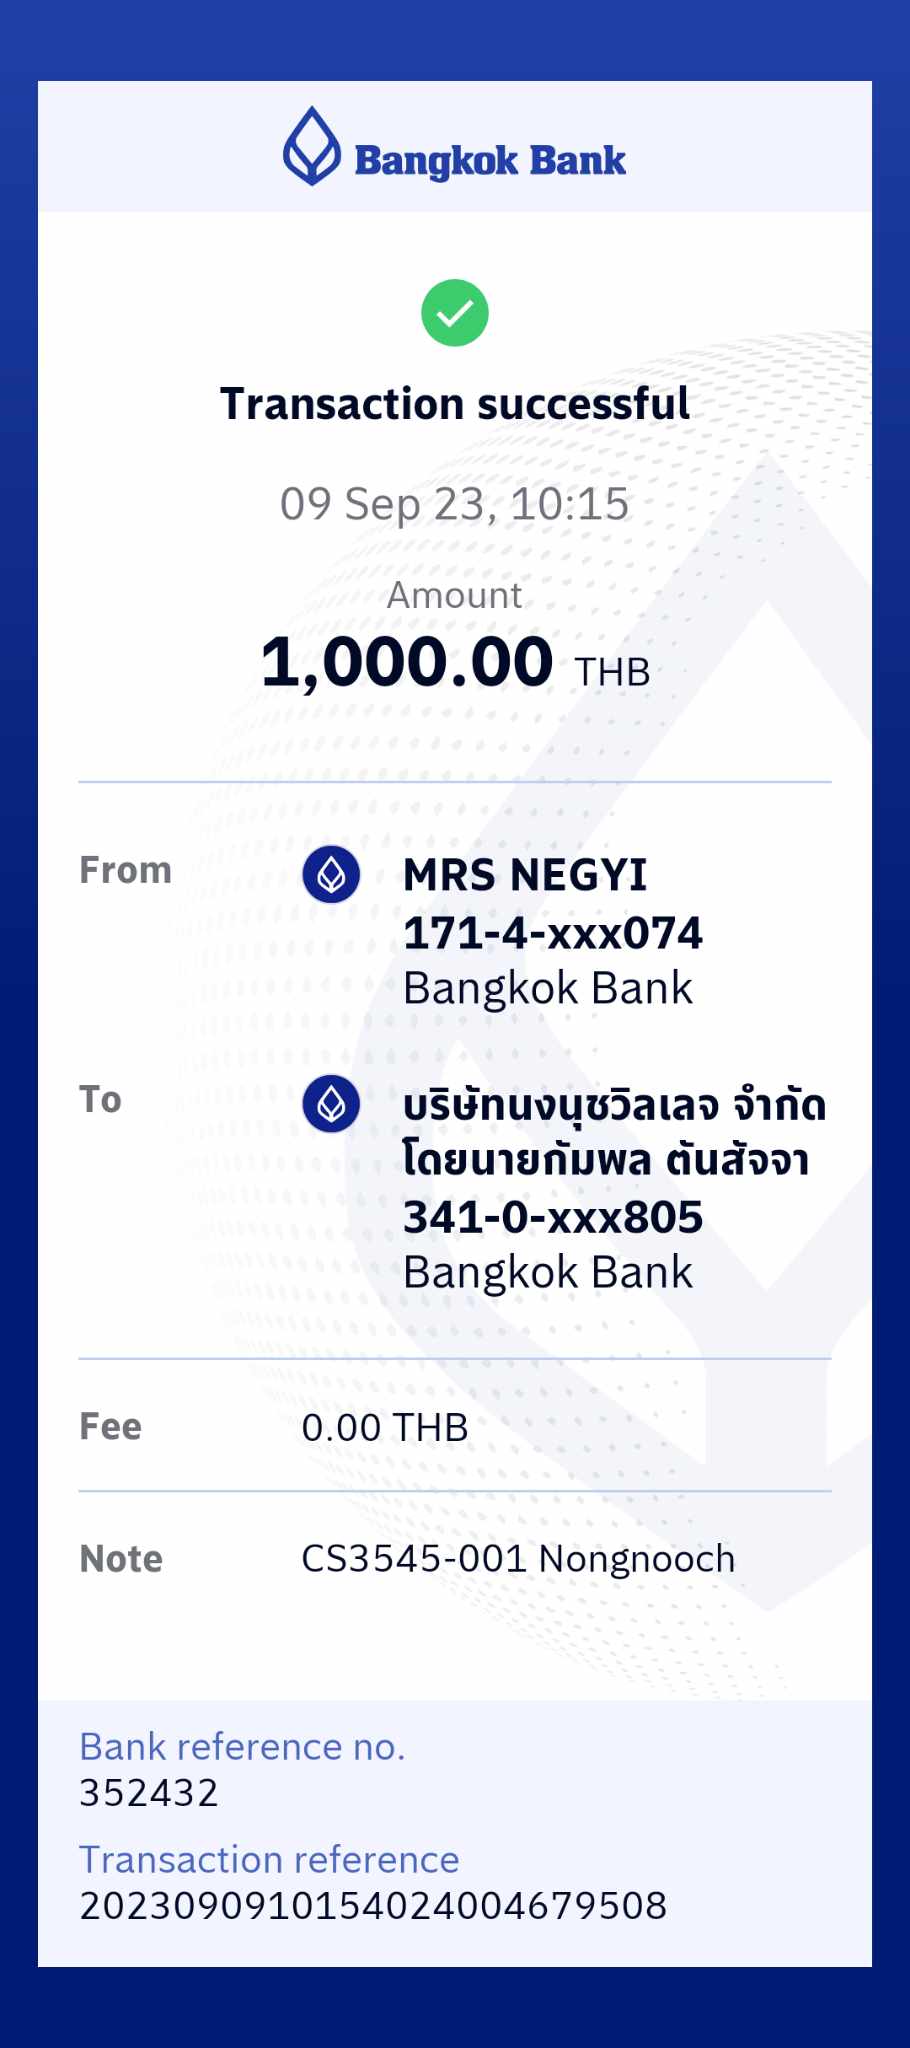 Bangkok Bank
Transaction successful
09 Sep 23, 10:15
Amount
1,000.00 THB
From
MRS NEGYI
171-4-xxx074
Bangkok Bank
To
บริษัทนงนุชวิลเลจ จำกัด
โดยนายกัมพล ตันสัจจา
341-0-xxx805
Bangkok Bank
Fee 0.00 THB
Note CS3545-001 Nongnooch
Bank reference no.
352432
Transaction reference
2023090910154024004679508